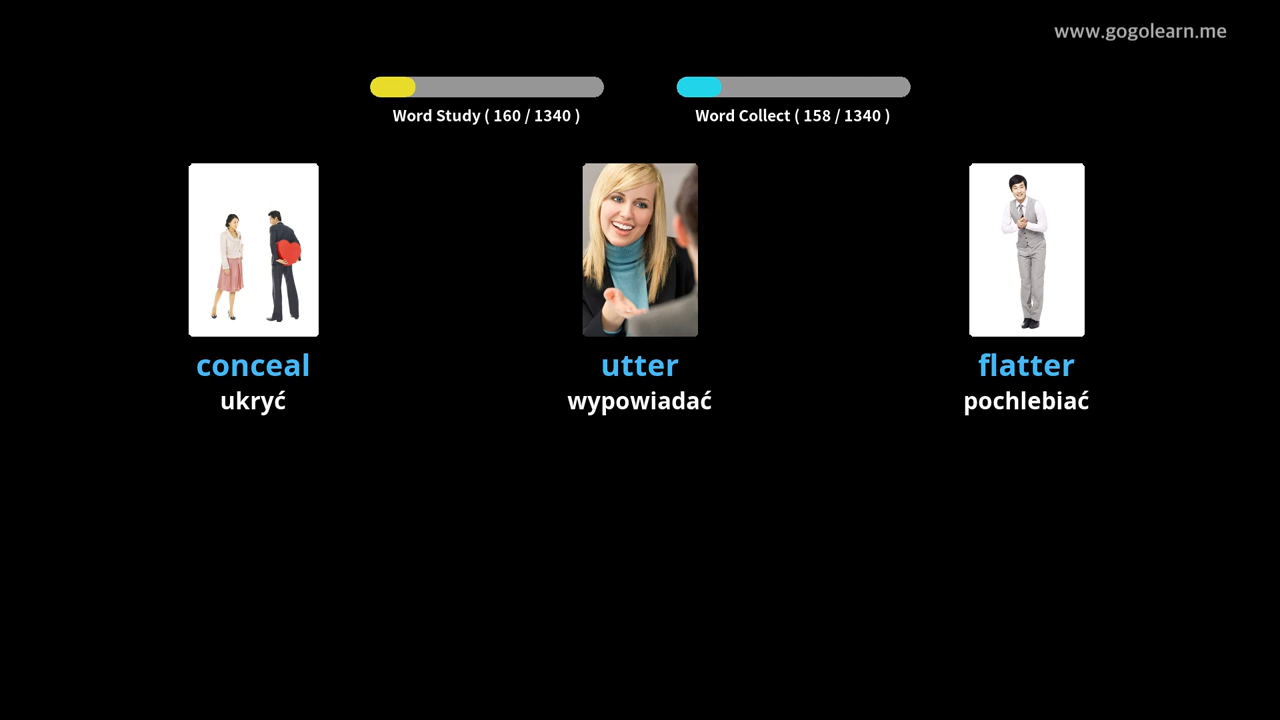 www.gogolearn.me
Word Study ( 160 / 1340 )
Word Collect ( 158 / 1340 )
conceal
ukryć
utter
wypowiadać
flatter
pochlebiać